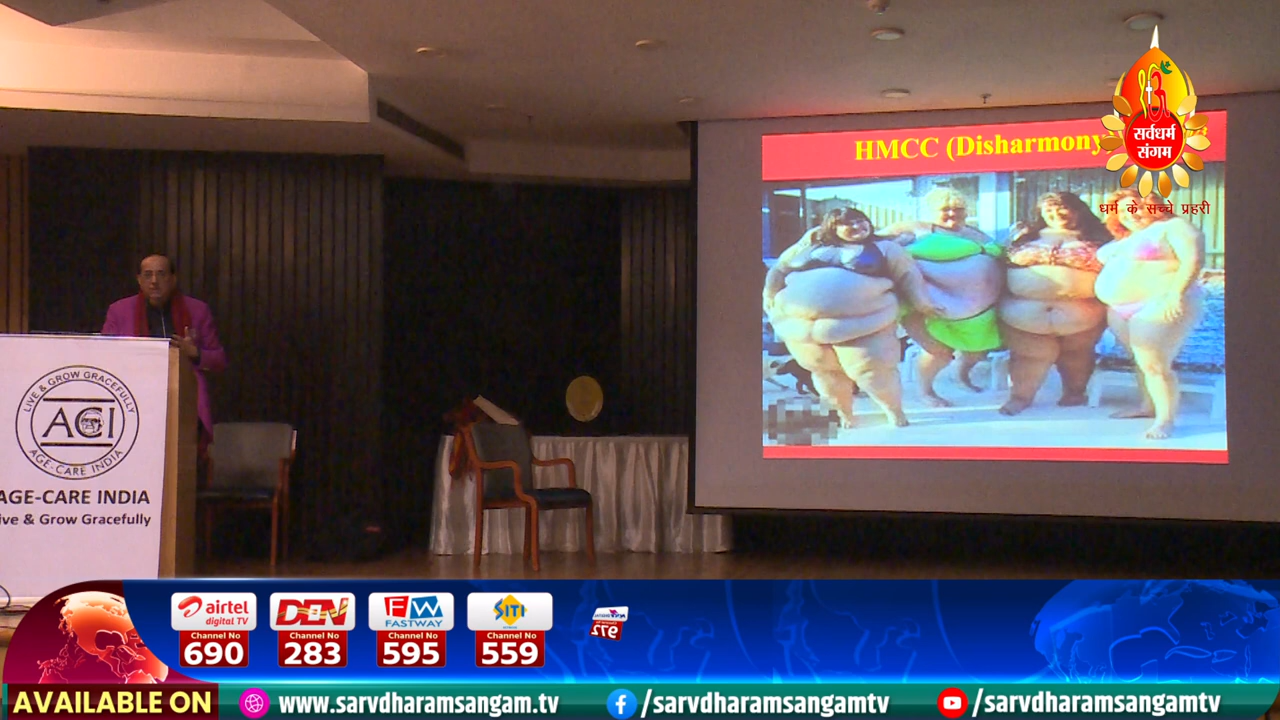 HMCC (Disharmony
सर्वधर्म
संगम
धर्म के सच्चे प्रहरी
LIVE & GROW GRACEFULLY
ACI
AGE-CARE INDIA
AGE-CARE INDIA
ive & Grow Gracefully
airtel
digital TV
Channel No
690
DEN
Channel No
283
FW
FASTWAY
Channel No
595
SITI
Channel No
559
972
AVAILABLE ON
www.sarvdharamsangam.tv
/sarvdharamsangamtv
/sarvdharamsangamtv